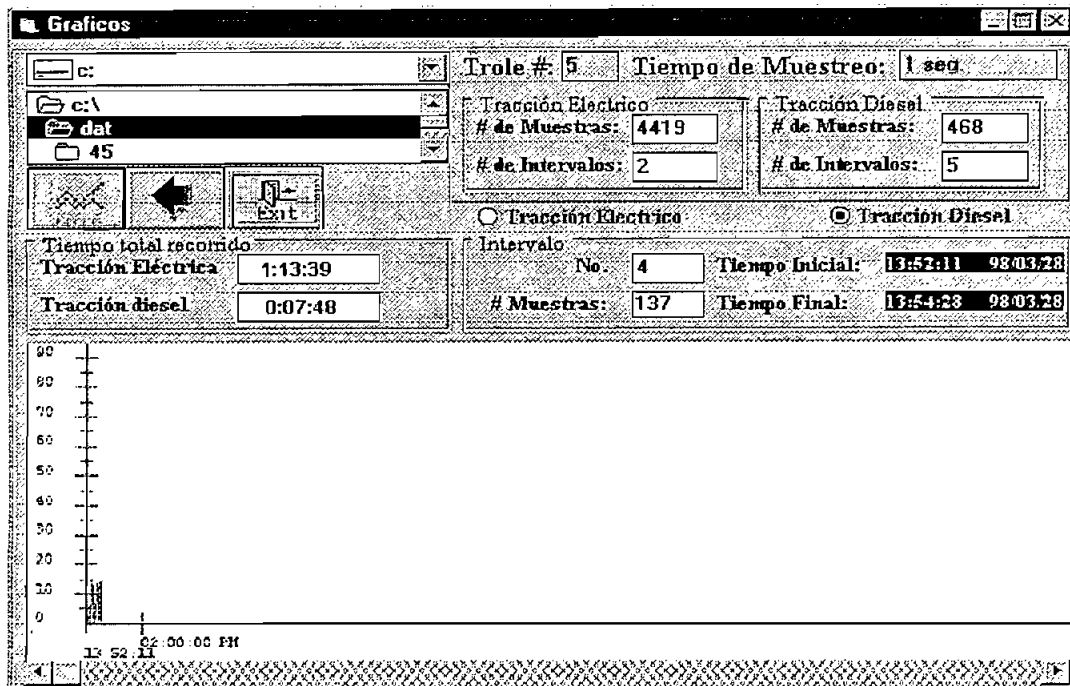 Graficos
c:
Trole #: 5 Tiempo de Muestreo: 1 seg
c:\
dat
45
Tracción Electrico
# de Muestras: 4419
# de Intervalos: 2
Tracción Diesel
# de Muestras: 468
# de Intervalos: 5
Exit
Tracción Electrico Tracción Diesel
Tiempo total recorrido
Tracción Eléctrica 1:13:39
Tracción diesel 0:07:48
Intervalo
No. 4 Tiempo Inicial: 13:52:11 98/03/28
# Muestras: 137 Tiempo Final: 13:54:28 98/03/28
90
80
70
60
50
40
30
20
10
0
02:00:00 PM
13:52:11